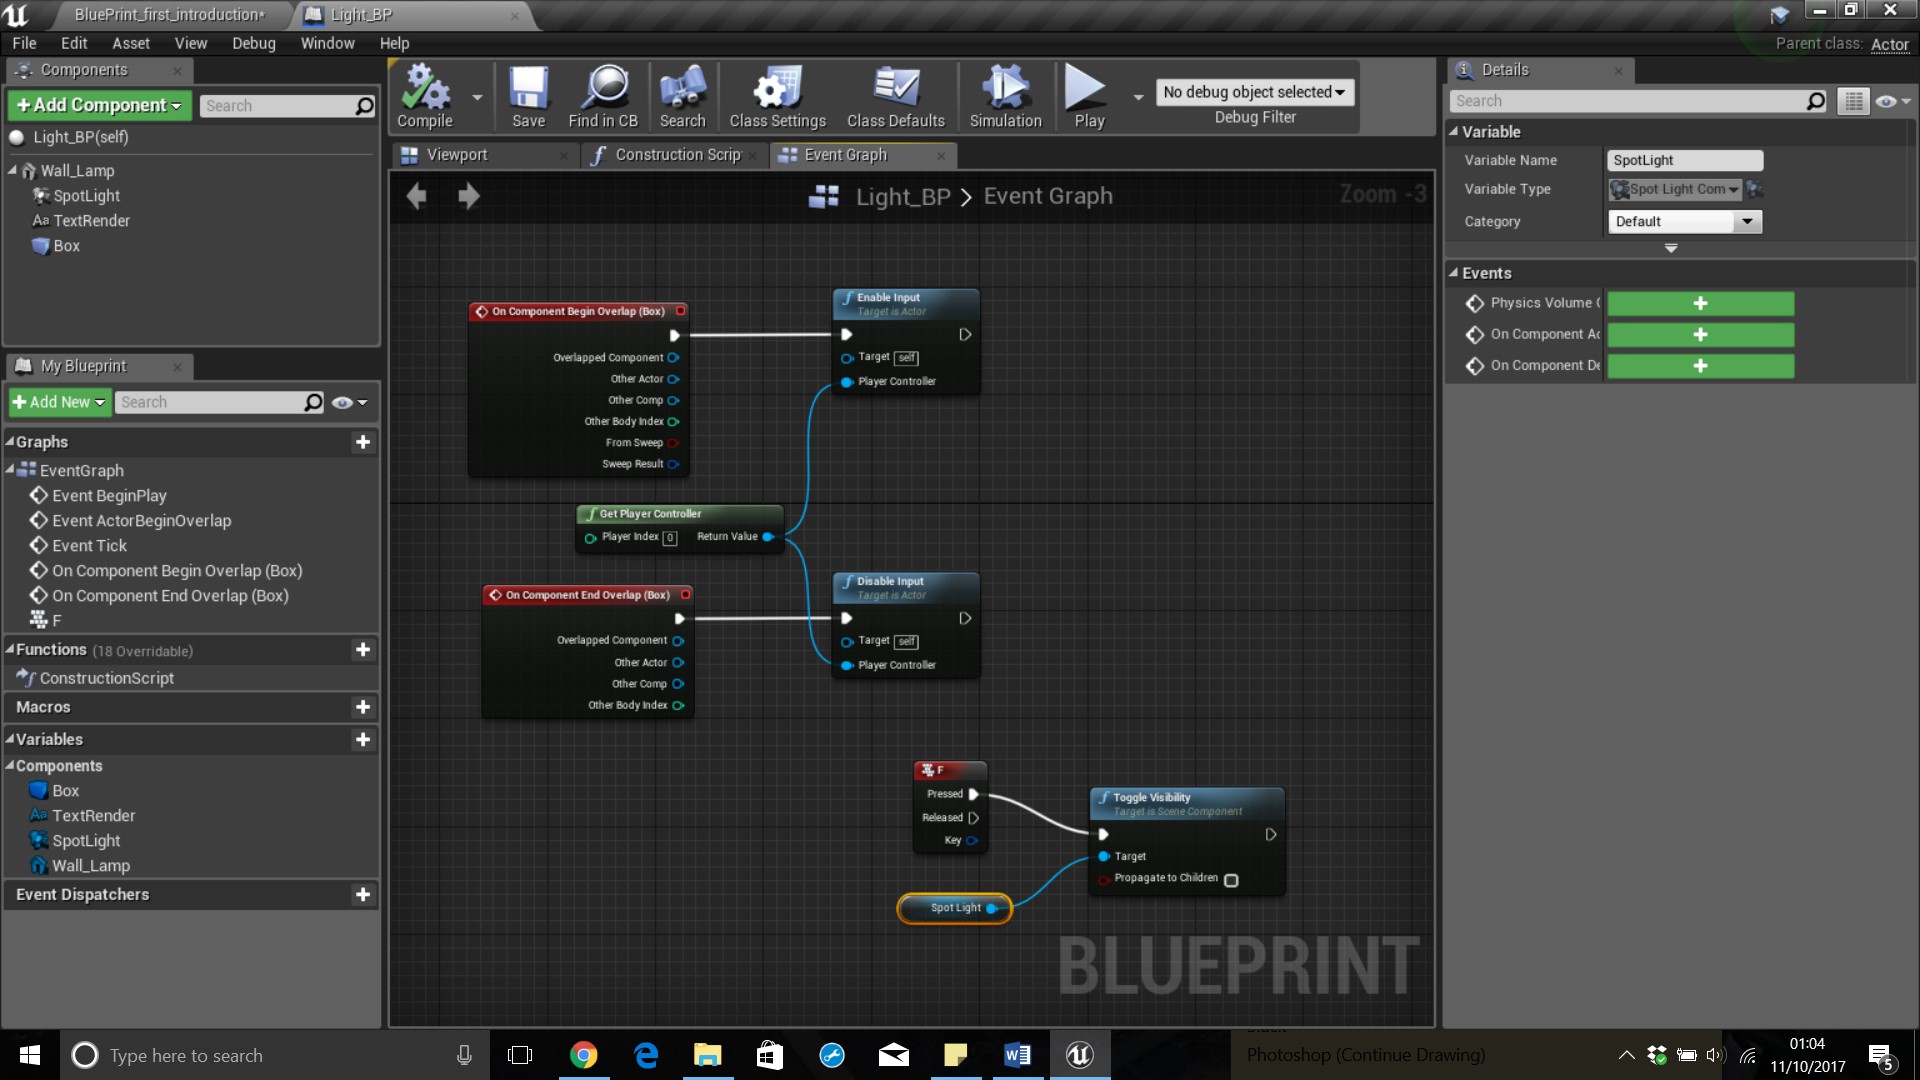 BluePrint_first_introduction*
Light_BP
File Edit Asset View Debug Window Help
Parent class: Actor
Components
+Add Component
Search
Light_BP(self)
Wall_Lamp
SpotLight
Aa TextRender
Box
My Blueprint
+Add New
Search
Graphs
EventGraph
Event BeginPlay
Event ActorBeginOverlap
Event Tick
On Component Begin Overlap (Box)
On Component End Overlap (Box)
F
Functions (18 Overridable)
ConstructionScript
Macros
Variables
Components
Box
Aa TextRender
SpotLight
Wall_Lamp
Event Dispatchers
Compile
Save
Find in CB
Search
Class Settings
Class Defaults
Simulation
Play
No debug object selected
Debug Filter
Viewport
Construction Scrip
Event Graph
Light_BP > Event Graph
Zoom -3
On Component Begin Overlap (Box)
Overlapped Component
Other Actor
Other Comp
Other Body Index
From Sweep
Sweep Result
Enable Input
Target is Actor
Target self
Player Controller
Get Player Controller
Player Index 0 Return Value
On Component End Overlap (Box)
Overlapped Component
Other Actor
Other Comp
Other Body Index
Disable Input
Target is Actor
Target self
Player Controller
F
Pressed
Released
Key
Toggle Visibility
Target is Scene Component
Target
Propagate to Children
Spot Light
BLUEPRINT
Details
Search
Variable
Variable Name SpotLight
Variable Type Spot Light Com
Category Default
Events
Physics Volume
On Component Ac
On Component De
Type here to search
Photoshop (Continue Drawing)
01:04
11/10/2017
5